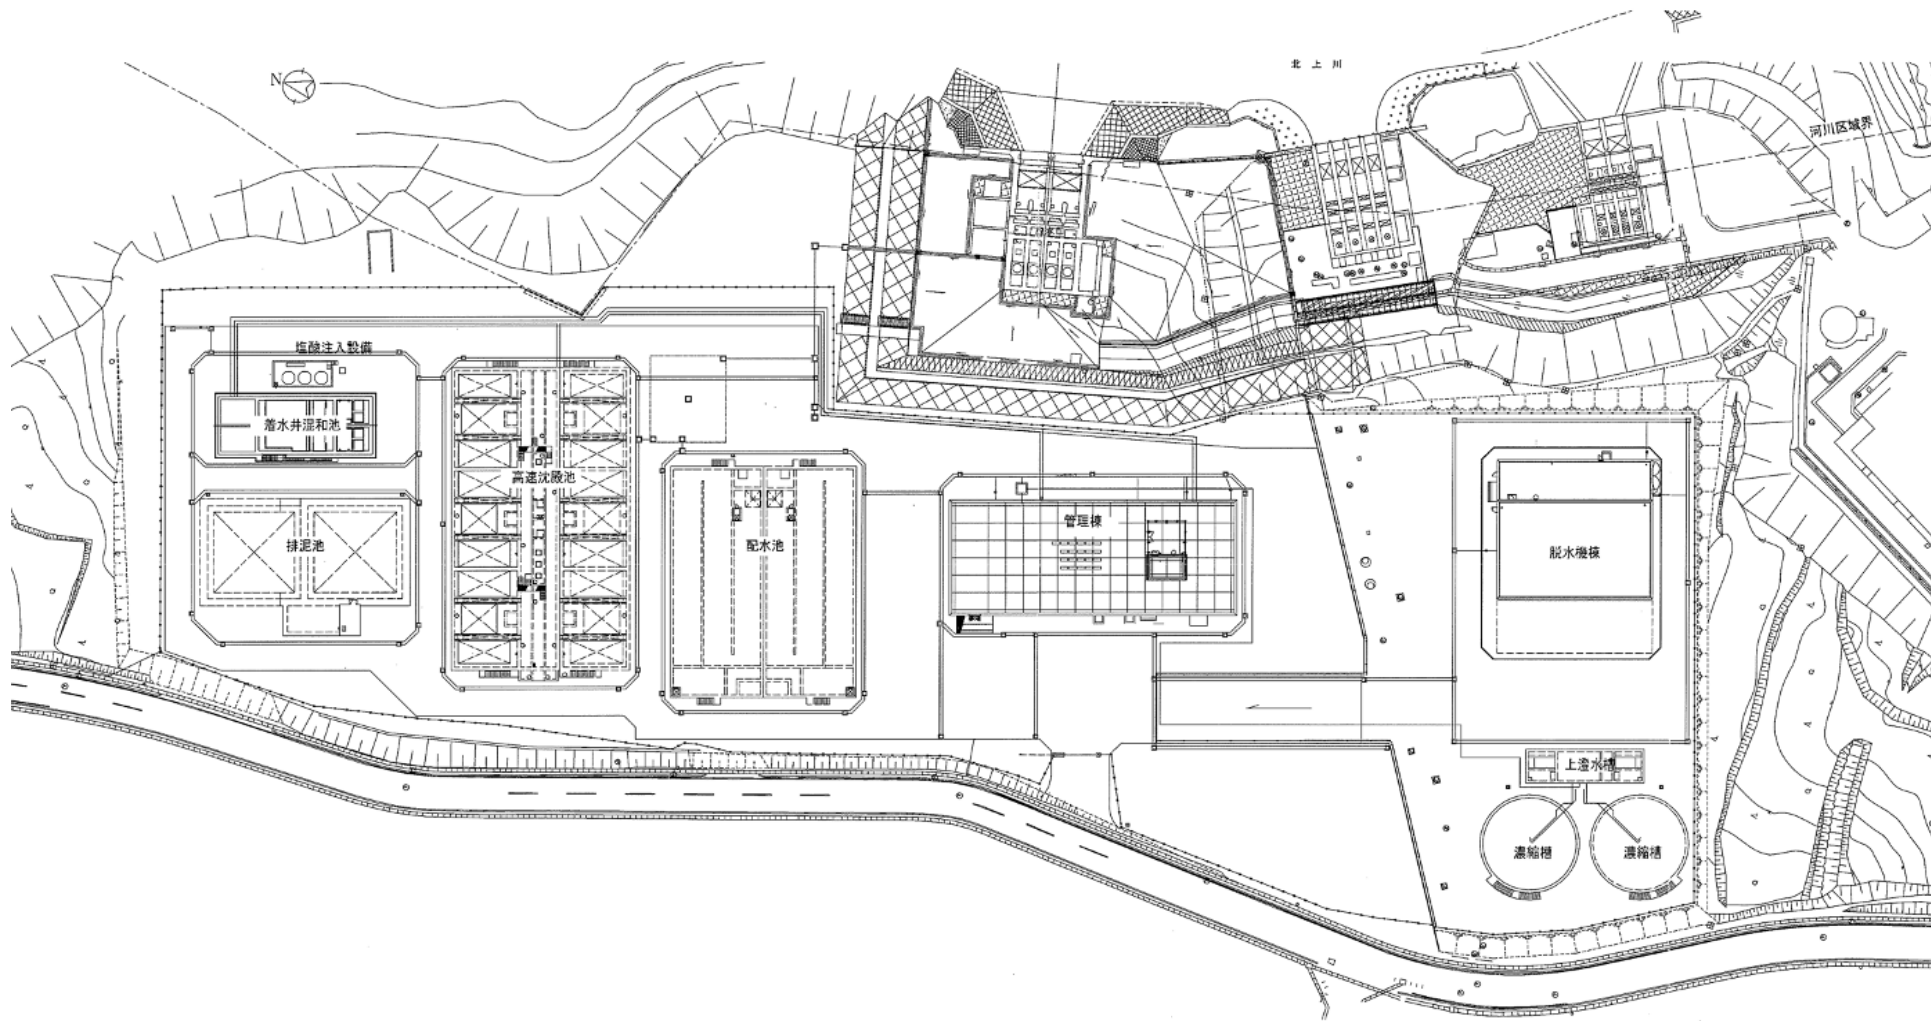 北上川
N
河川区域界
塩酸注入設備
着水井混和池
高速沈殿池
管理棟
排泥池
配水池
脱水機棟
上澄水槽
濃縮槽
濃縮槽